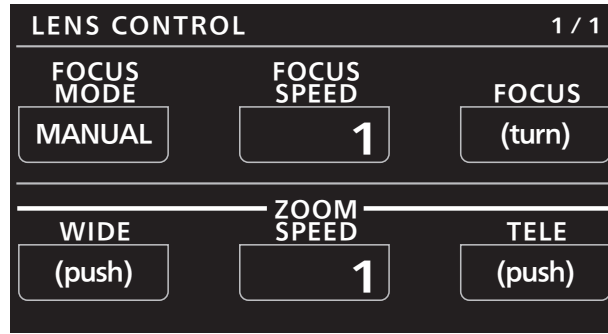 LENS CONTROL 1 / 1
FOCUS MODE FOCUS SPEED FOCUS
MANUAL 1 (turn)
ZOOM
WIDE SPEED TELE
(push) 1 (push)